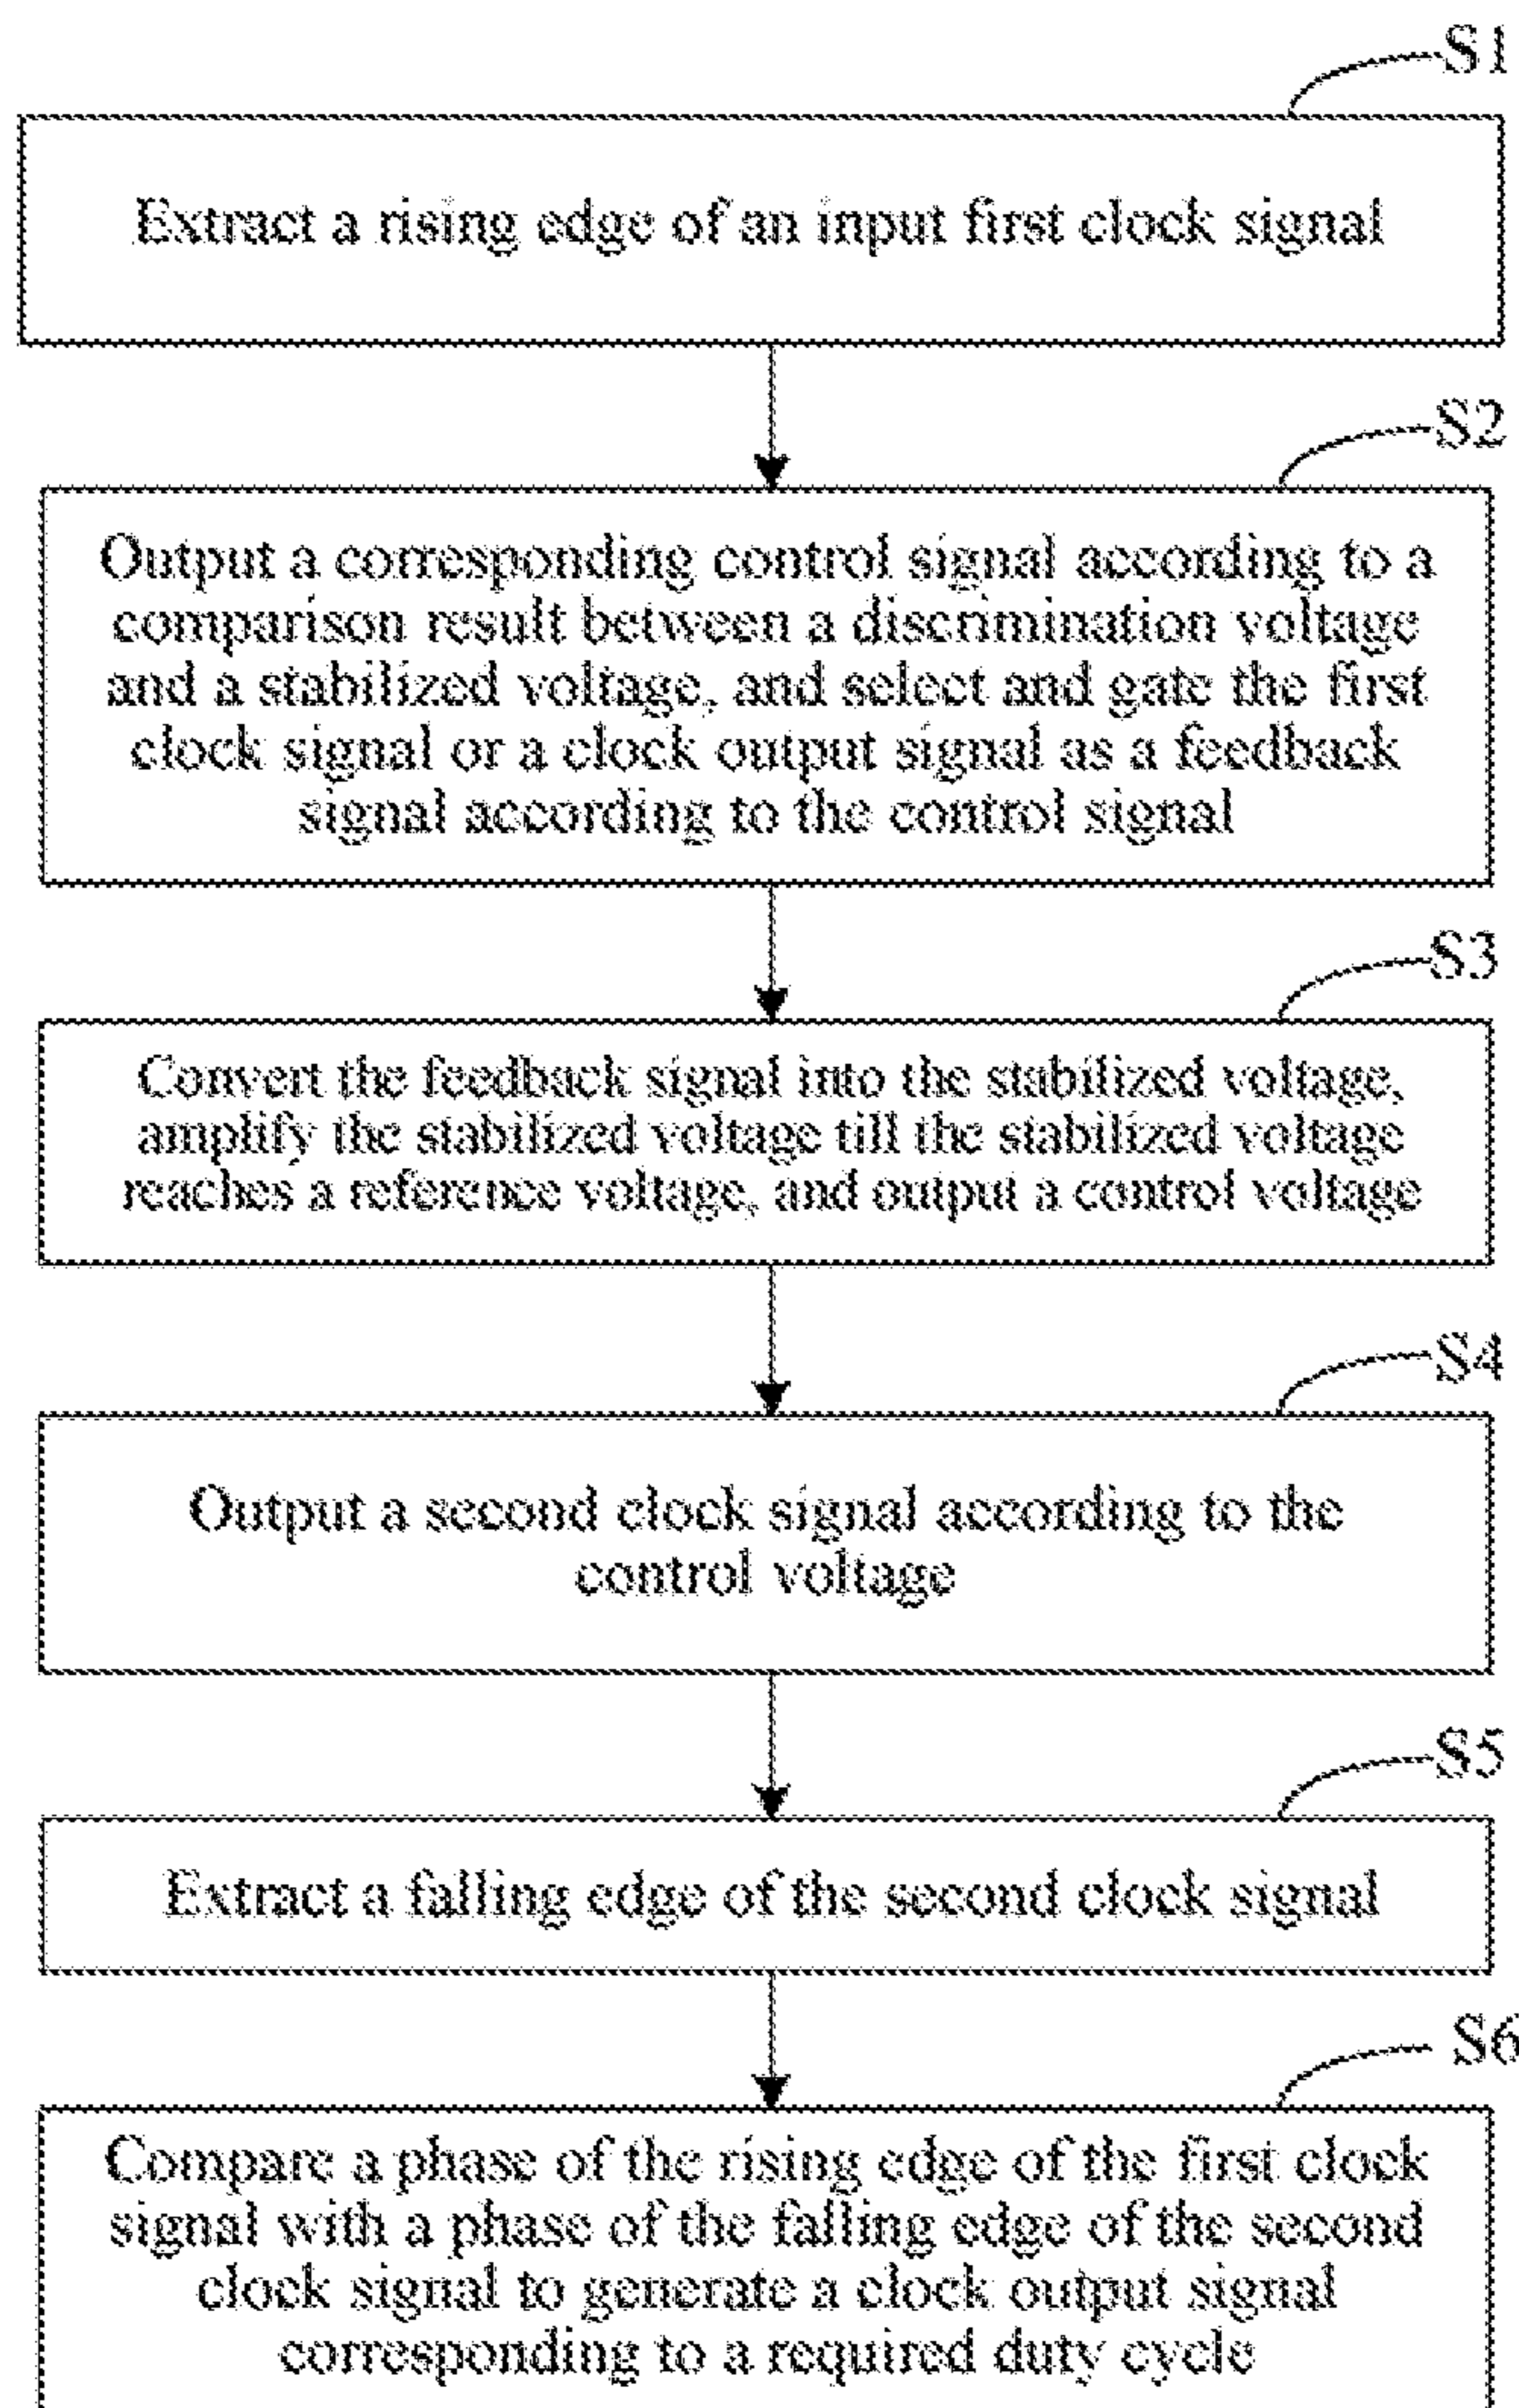 S1
Extract a rising edge of an input first clock signal
S2
Output a corresponding control signal according to a
comparison result between a discrimination voltage
and a stabilized voltage, and select and gate the first
clock signal or a clock output signal as a feedback
signal according to the control signal
S3
Convert the feedback signal into the stabilized voltage,
amplify the stabilized voltage till the stabilized voltage
reaches a reference voltage, and output a control voltage
S4
Output a second clock signal according to the
control voltage
S5
Extract a falling edge of the second clock signal
S6
Compare a phase of the rising edge of the first clock
signal with a phase of the falling edge of the second
clock signal to generate a clock output signal
corresponding to a required duty cycle